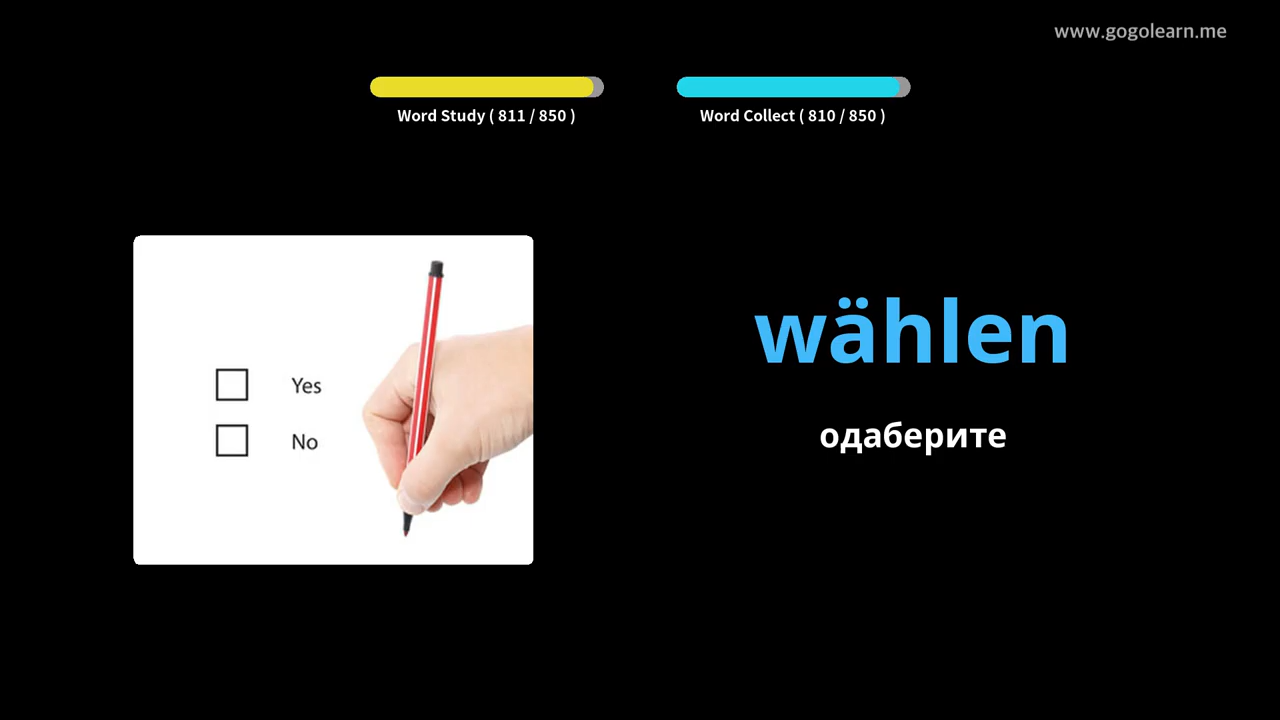 www.gogolearn.me
Word Study ( 811 / 850 )
Word Collect ( 810 / 850 )
wählen
одаберите
Yes
No